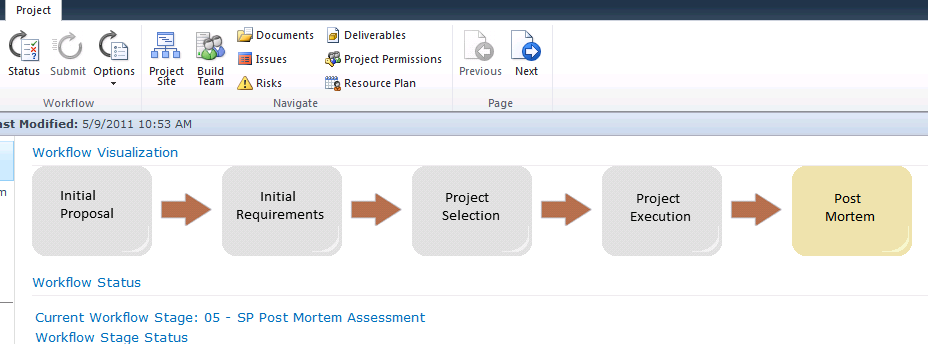 Project
Documents
Deliverables
Issues
Project Permissions
Risks
Resource Plan
Status
Submit
Options
Project
Site
Build
Team
Previous
Next
Workflow
Navigate
Page
ast Modified: 5/9/2011 10:53 AM
Workflow Visualization
m
Initial
Proposal
Initial
Requirements
Project
Selection
Project
Execution
Post
Mortem
Workflow Status
Current Workflow Stage: 05 - SP Post Mortem Assessment
Workflow Stage Status